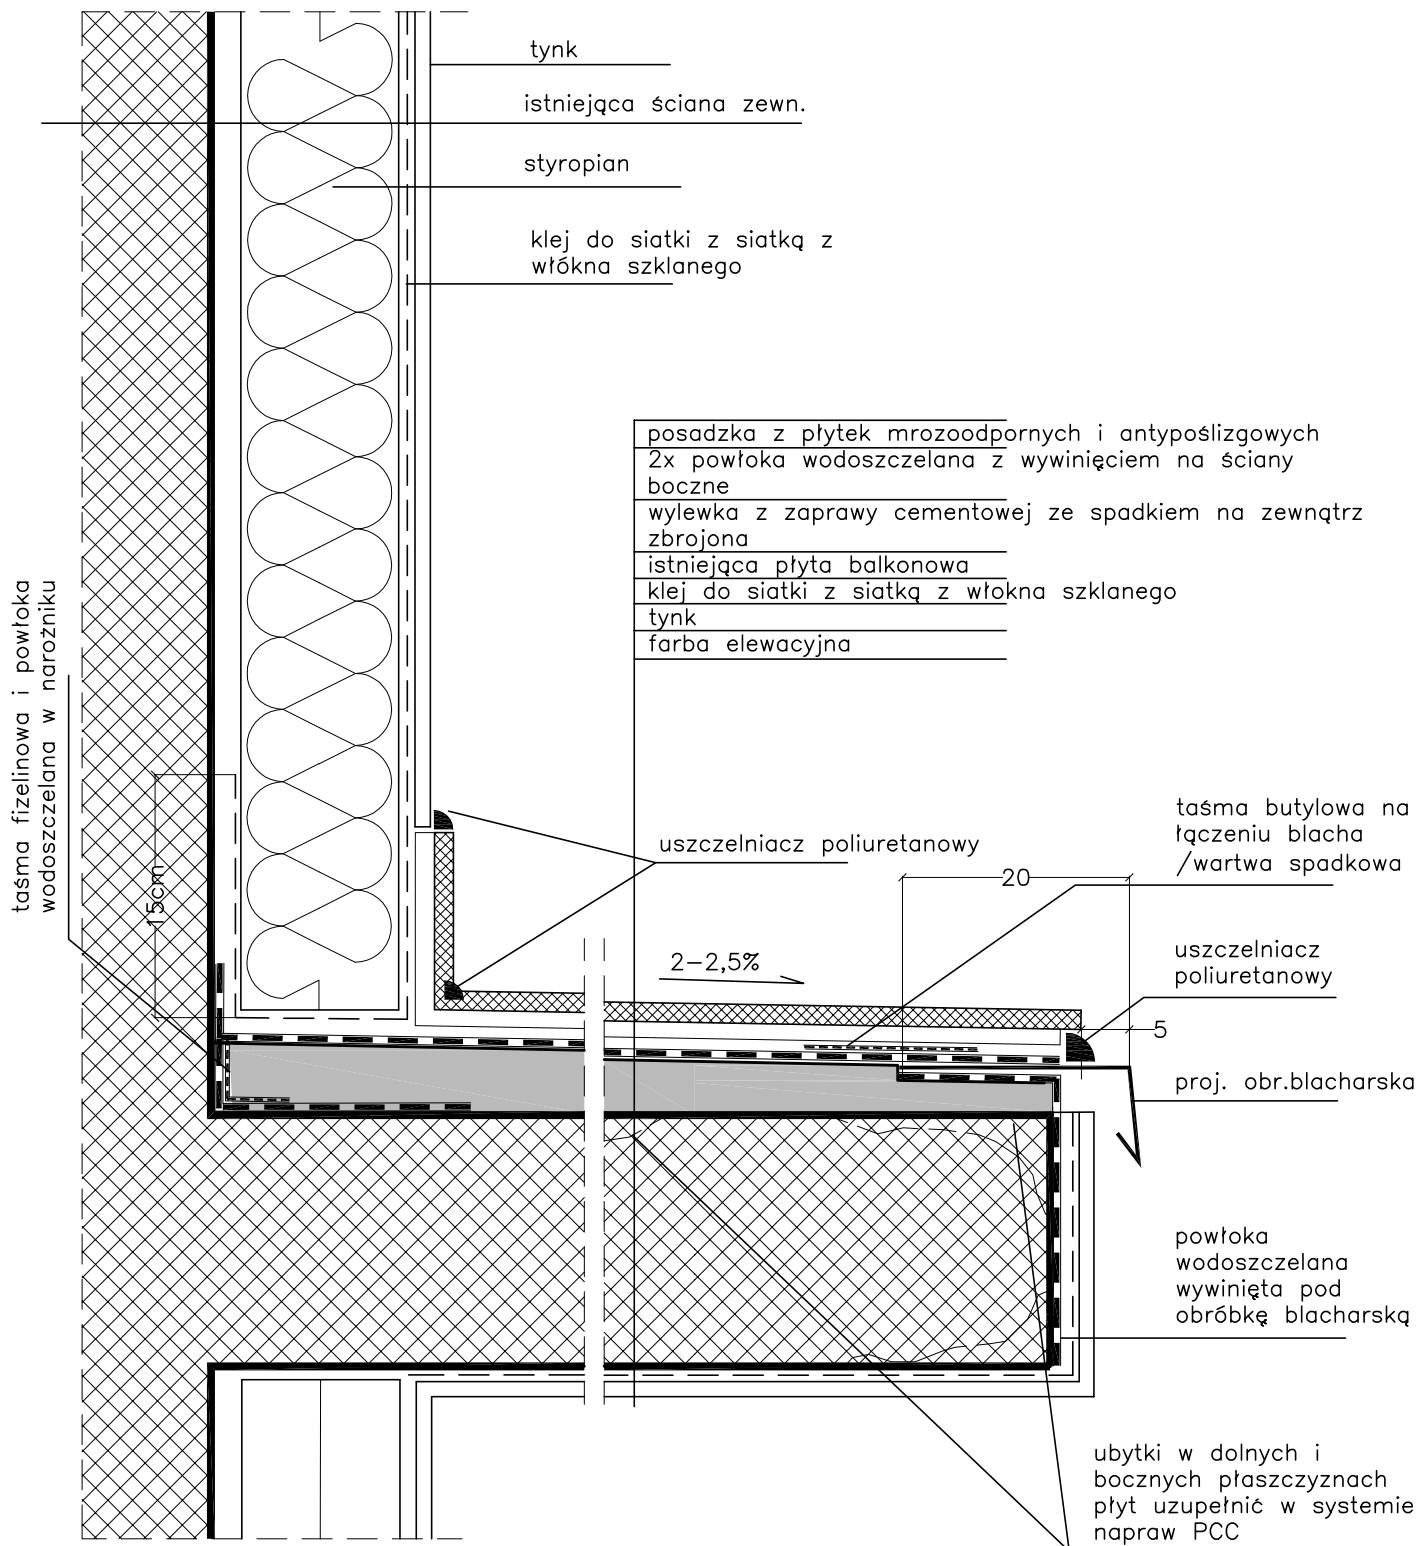 tynk
istniejąca ściana zewn.
styropian
klej do siatki z siatką z
włókna szklanego
posadzka z płytek mrozoodpornych i antypoślizgowych
2x powłoka wodoszczelana z wywinięciem na ściany
boczne
wylewka z zaprawy cementowej ze spadkiem na zewnątrz
zbrojona
istniejąca płyta balkonowa
klej do siatki z siatką z włokna szklanego
tynk
farba elewacyjna
taśma fizelinowa i powłoka
wodoszczelana w narożniku
15cm
uszczelniacz poliuretanowy
taśma butylowa na
łączeniu blacha
/wartwa spadkowa
20
2-2,5%
uszczelniacz
poliuretanowy
5
proj. obr.blacharska
powłoka
wodoszczelana
wywinięta pod
obróbkę blacharską
ubytki w dolnych i
bocznych płaszczyznach
płyt uzupełnić w systemie
napraw PCC